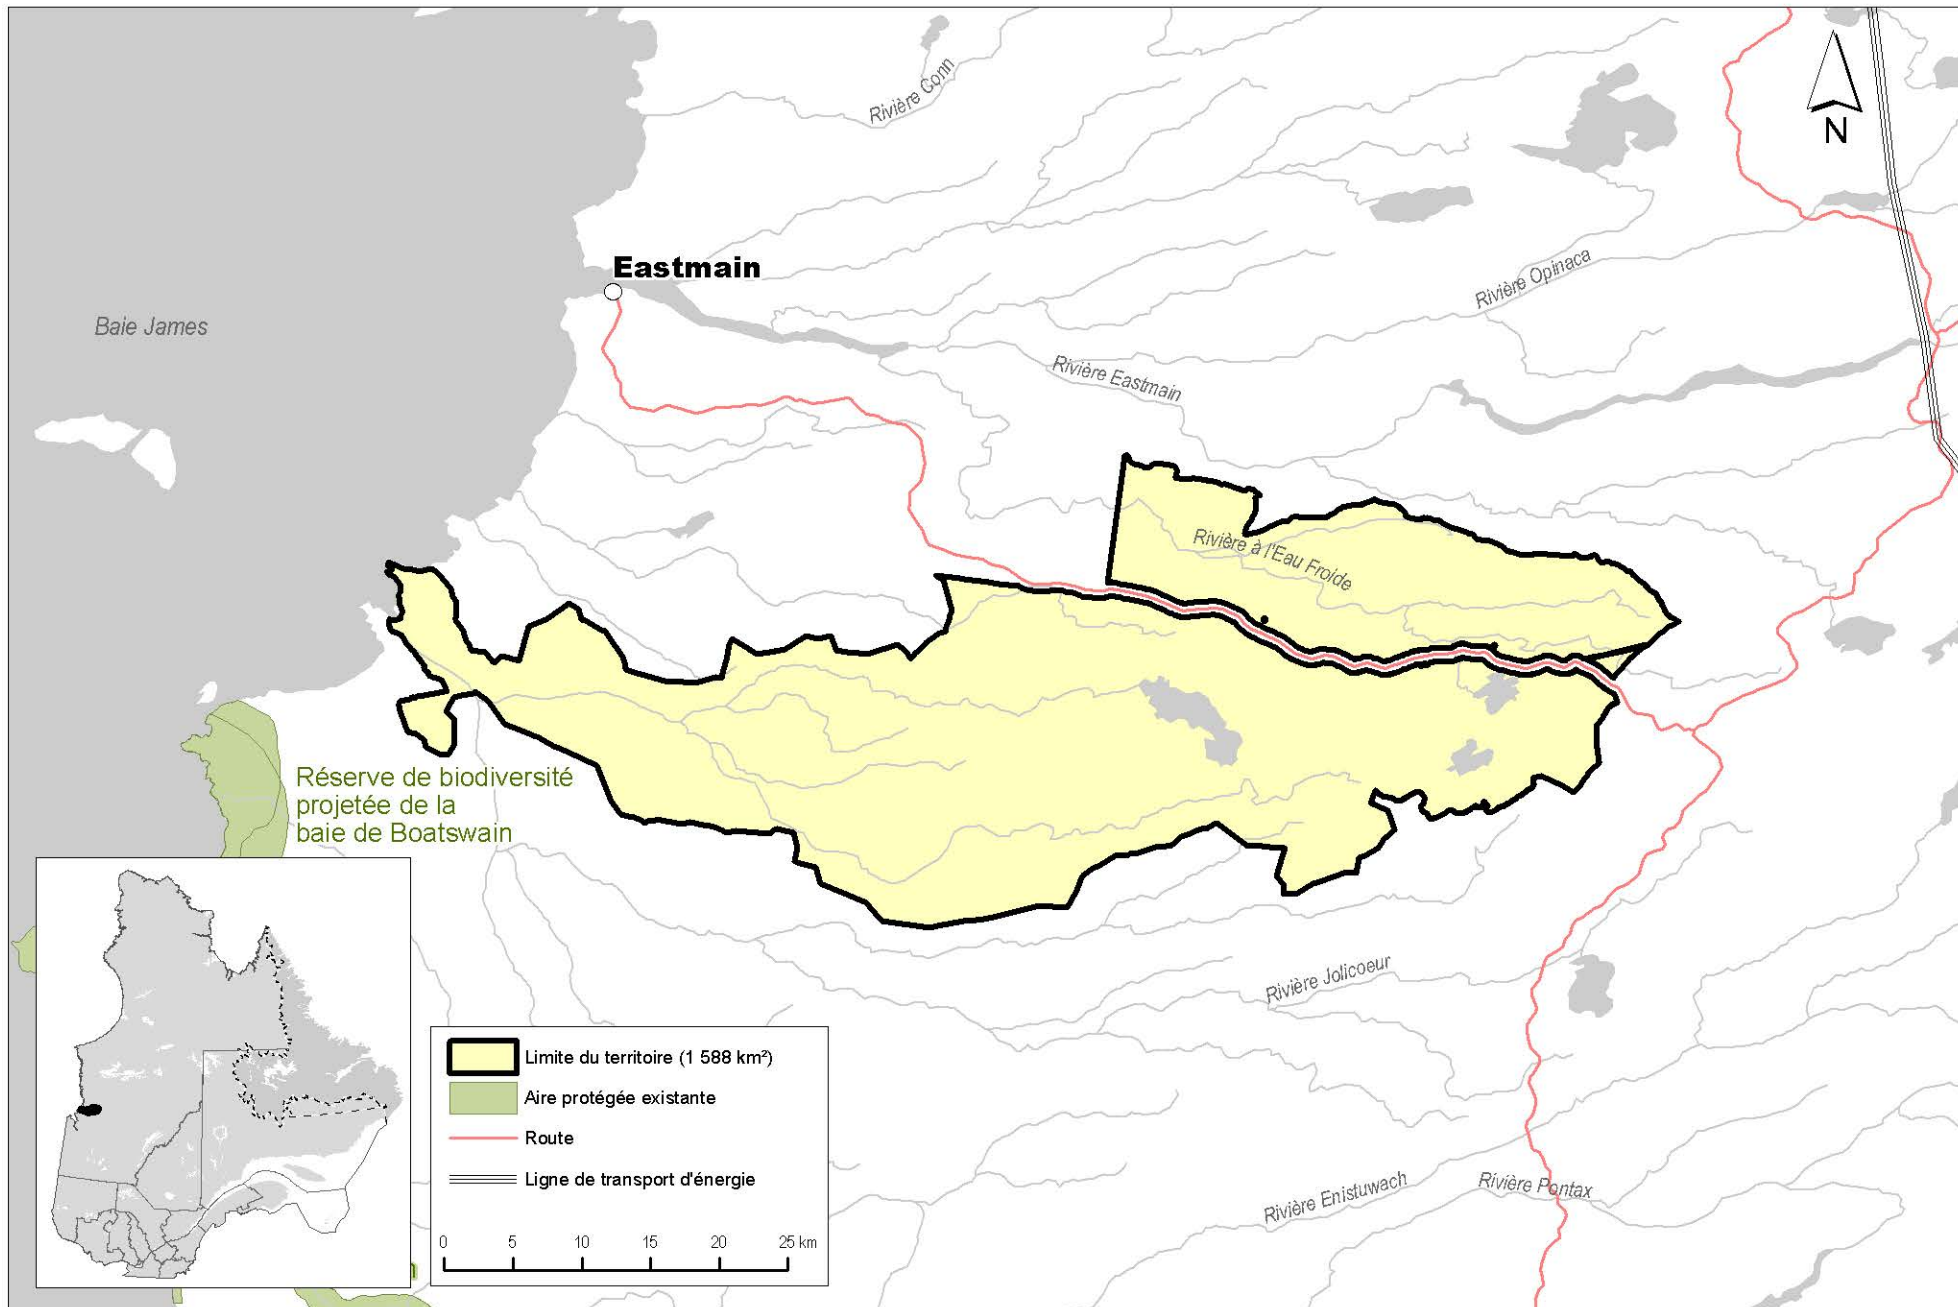 Rivière Conn
N
Eastmain
Rivière Opinaca
Baie James
Rivière Eastmain
Rivière à l'Eau Froide
Réserve de biodiversité
projetée de la
baie de Boatswain
Rivière Jolicoeur
Limite du territoire (1 588 km²)
Aire protégée existante
Route
Ligne de transport d'énergie
Rivière Enistuwach
Rivière Pontax
0 5 10 15 20 25 km